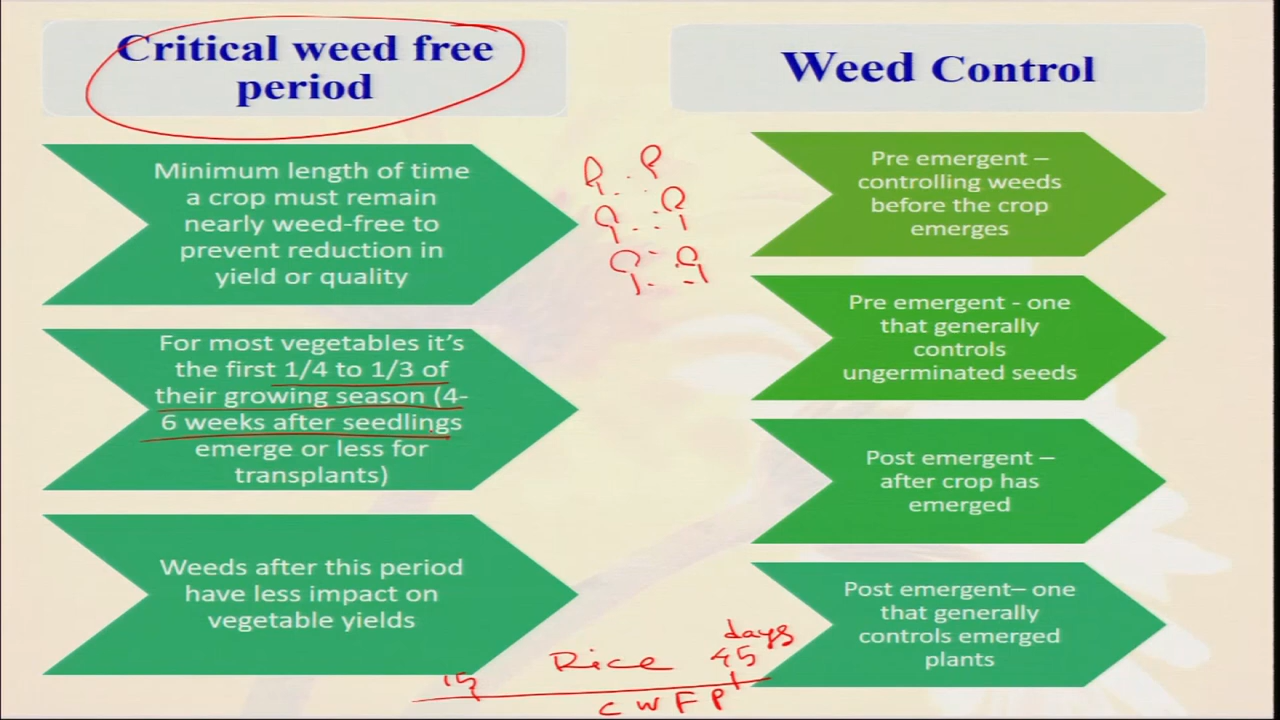 Critical weed free
period
Minimum length of time
a crop must remain
nearly weed-free to
prevent reduction in
yield or quality
For most vegetables it's
the first 1/4 to 1/3 of
their growing season (4-
6 weeks after seedlings
emerge or less for
transplants)
Weeds after this period
have less impact on
vegetable yields
Weed Control
Pre emergent –
controlling weeds
before the crop
emerges
Pre emergent - one
that generally
controls
ungerminated seeds
Post emergent –
after crop has
emerged
Post emergent– one
that generally
controls emerged
plants
days
15 Rice 45
C W F P